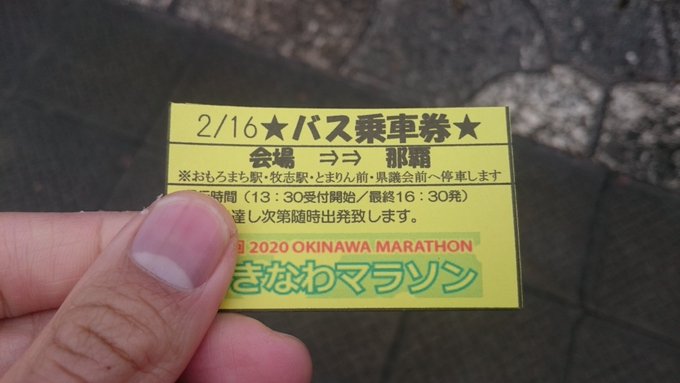 2/16★バス乗車券★
会場 ⇒⇒ 那覇
※おもろまち駅・牧志駅・とまりん前・県議会前へ停車します
時間（13：30受付開始／最終16：30発）
達し次第随時出発致します。
回 2020 OKINAWA MARATHON
きなわマラソン